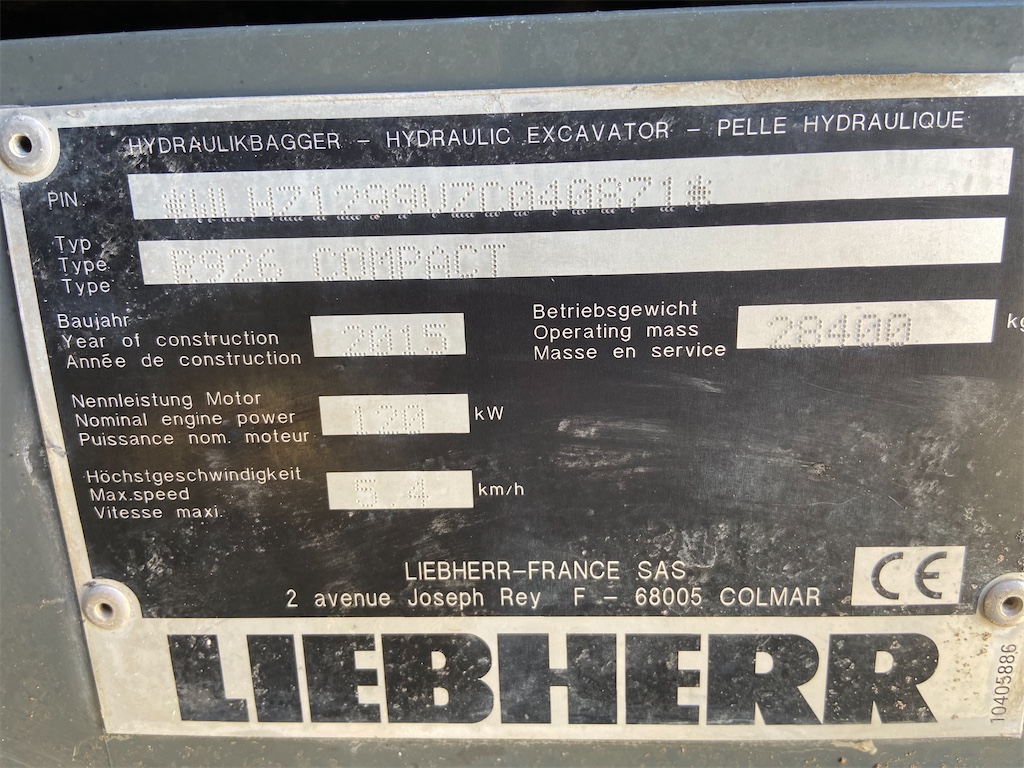 HYDRAULIKBAGGER – HYDRAULIC EXCAVATOR – PELLE HYDRAULIQUE
PIN.
*WLHZ1299VZC040871*
Typ
Type
Type
R926 COMPACT
Baujahr
Year of construction
Année de construction
2015
Betriebsgewicht
Operating mass
Masse en service
28400
kg
Nennleistung Motor
Nominal engine power
Puissance nom. moteur
120
kW
Höchstgeschwindigkeit
Max.speed
Vitesse maxi.
5.4
km/h
LIEBHERR–FRANCE SAS
2 avenue Joseph Rey F – 68005 COLMAR
CE
LIEBHERR
10405886